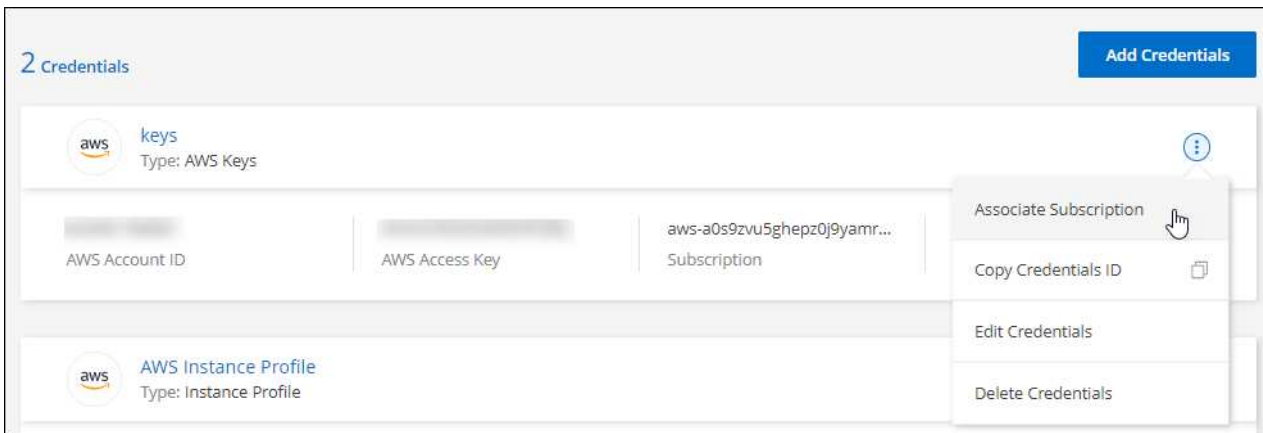 2 Credentials
Add Credentials
aws
keys
Type: AWS Keys
Associate Subscription
aws-a0s9zvu5ghepz0j9yamr...
AWS Account ID
AWS Access Key
Subscription
Copy Credentials ID
Edit Credentials
aws
AWS Instance Profile
Type: Instance Profile
Delete Credentials